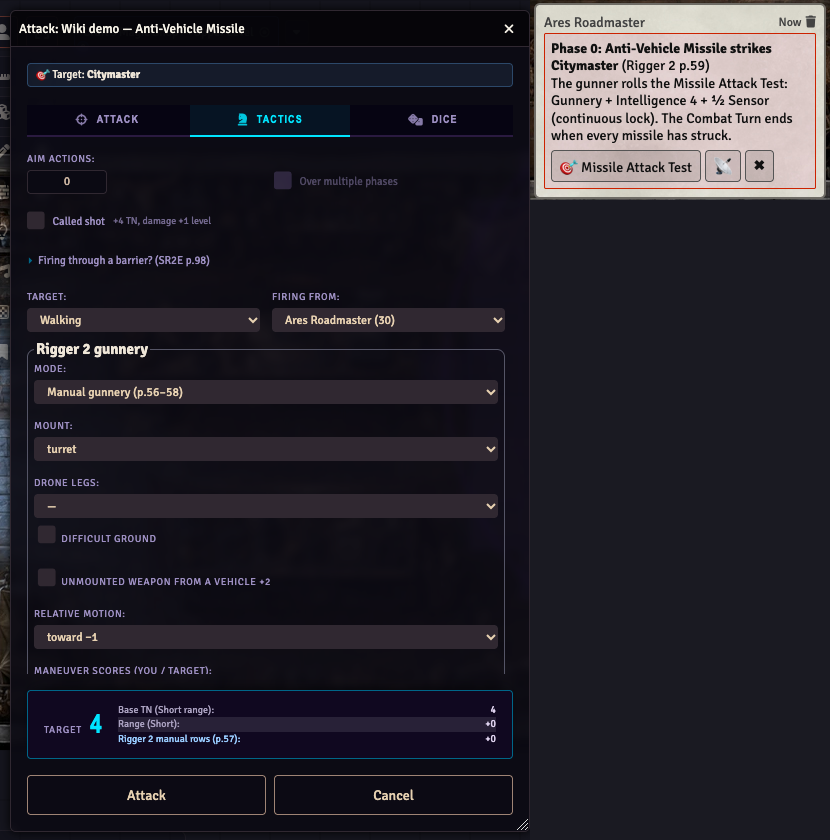 Attack: Wiki demo — Anti-Vehicle Missile
Target: Citymaster
ATTACK
TACTICS
DICE
AIM ACTIONS:
0
Over multiple phases
Called shot +4 TN, damage +1 level
Firing through a barrier? (SR2E p.98)
TARGET:
Walking
FIRING FROM:
Ares Roadmaster (30)
Rigger 2 gunnery
MODE:
Manual gunnery (p.56–58)
MOUNT:
turret
DRONE LEGS:
—
DIFFICULT GROUND
UNMOUNTED WEAPON FROM A VEHICLE +2
RELATIVE MOTION:
toward −1
MANEUVER SCORES (YOU / TARGET):
TARGET 4
Base TN (Short range): 4
Range (Short): +0
Rigger 2 manual rows (p.57): +0
Attack
Cancel
Ares Roadmaster
Now
Phase 0: Anti-Vehicle Missile strikes
Citymaster (Rigger 2 p.59)
The gunner rolls the Missile Attack Test:
Gunnery + Intelligence 4 + ½ Sensor
(continuous lock). The Combat Turn ends
when every missile has struck.
Missile Attack Test